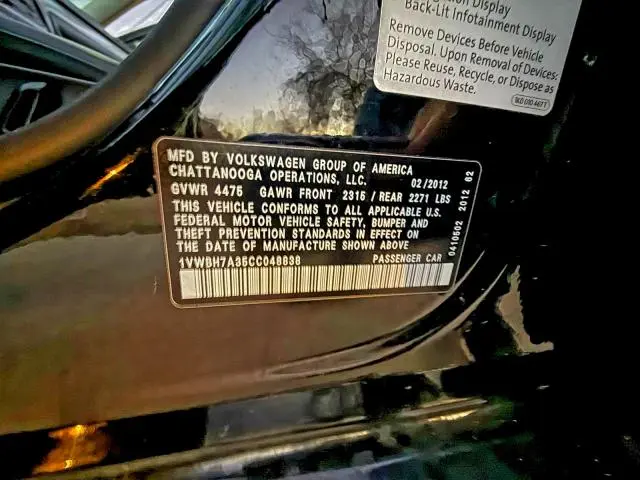 Display
Back-Lit Infotainment Display
Remove Devices Before Vehicle
Disposal. Upon Removal of Devices:
Please Reuse, Recycle, or Dispose as
Hazardous Waste.
MFD BY VOLKSWAGEN GROUP OF AMERICA
CHATTANOOGA OPERATIONS, LLC. 02/2012
GVWR 4475 GAWR FRONT 2315 / REAR 2271 LBS
THIS VEHICLE CONFORMS TO ALL APPLICABLE U.S.
FEDERAL MOTOR VEHICLE SAFETY, BUMPER AND
THEFT PREVENTION STANDARDS IN EFFECT ON
THE DATE OF MANUFACTURE SHOWN ABOVE
1VWBH7A35CC048638 PASSENGER CAR
0410502 2012 02